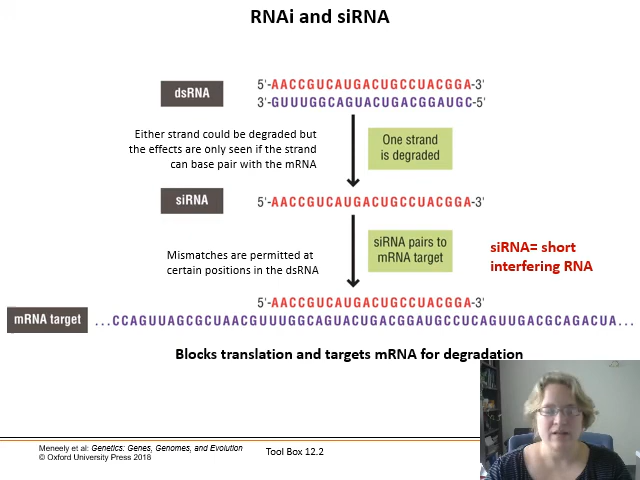 RNAi and siRNA
dsRNA
5'-AACCGUCAUGACUGCCUACGGA-3'
3'-GUUUGGCAGUACUGACGGAUGC-5'
Either strand could be degraded but
the effects are only seen if the strand
can base pair with the mRNA
One strand
is degraded
siRNA
5'-AACCGUCAUGACUGCCUACGGA-3'
Mismatches are permitted at
certain positions in the dsRNA
siRNA pairs to
mRNA target
siRNA= short
interfering RNA
5'-AACCGUCAUGACUGCCUACGGA-3'
mRNA target
...CCAGUUAGCGCUAACGUUUGGCAGUACUGACGGAUGCCUCAGUUGACGCAGACUA...
Blocks translation and targets mRNA for degradation
Meneely et al: Genetics: Genes, Genomes, and Evolution
© Oxford University Press 2018
Tool Box 12.2